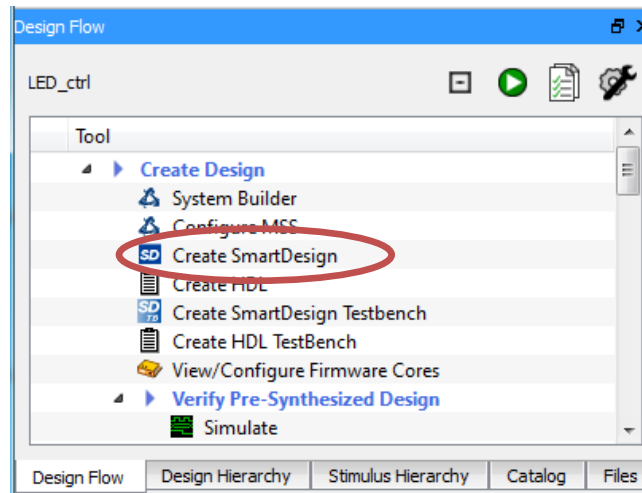 Design Flow
LED_ctrl
Tool
Create Design
System Builder
Configure MSS
SD Create SmartDesign
Create HDL
SD TB Create SmartDesign Testbench
Create HDL TestBench
View/Configure Firmware Cores
Verify Pre-Synthesized Design
Simulate
Design Flow Design Hierarchy Stimulus Hierarchy Catalog Files